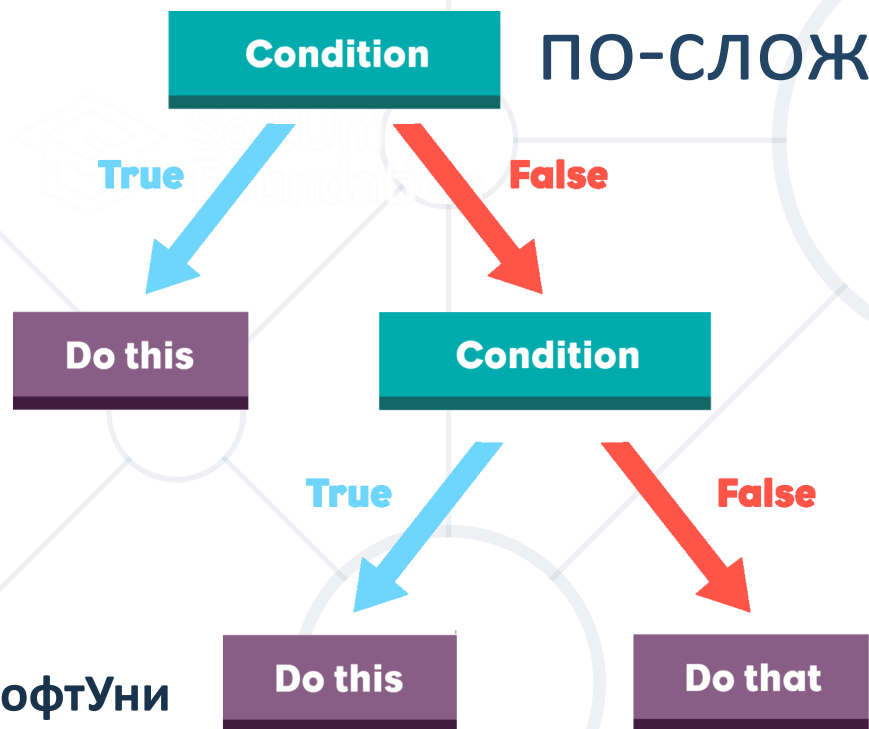 Condition
по-слож
True
False
Do this
Condition
True
False
офтУни
Do this
Do that